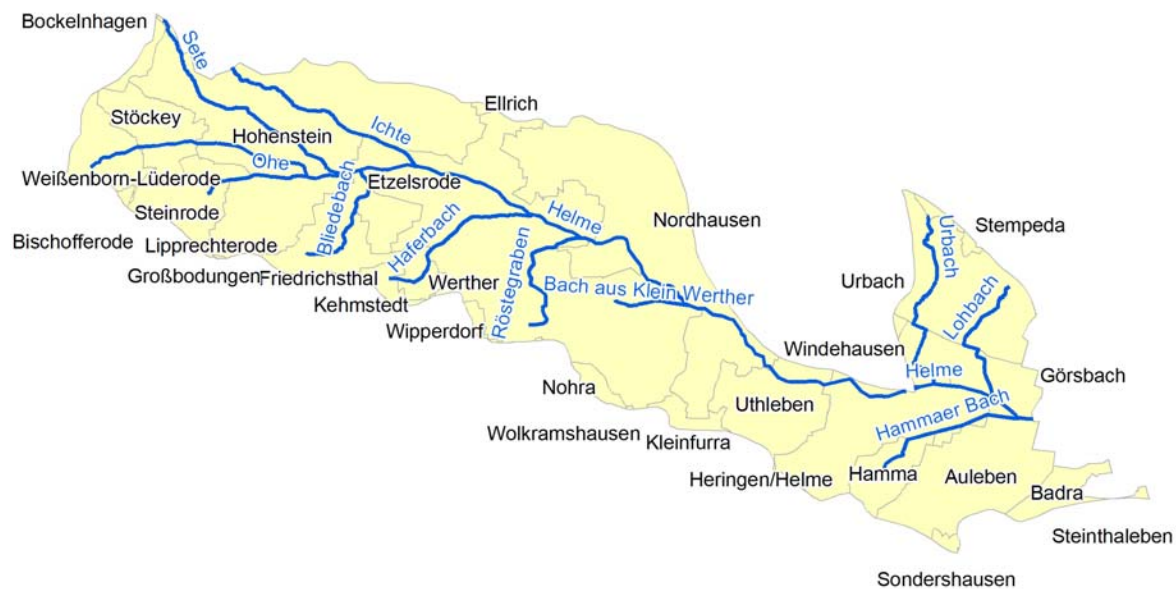 Bockelnhagen
Sete
Ellrich
Stöckey
Ichte
Hohenstein
Ohe
Weißenborn-Lüderode
Etzelsrode
Steinrode
Bliedebach
Helme
Nordhausen
Stempeda
Urbach
Bischofferode
Lipprechterode
Haferbach
Großbodungen
Friedrichsthal
Werther
Röstegraben
Bach aus Klein Werther
Urbach
Lohbach
Kehmstedt
Wipperdorf
Windehausen
Helme
Görsbach
Nohra
Uthleben
Hammaer Bach
Wolkramshausen
Kleinfurra
Heringen/Helme
Hamma
Auleben
Badra
Steinthaleben
Sondershausen